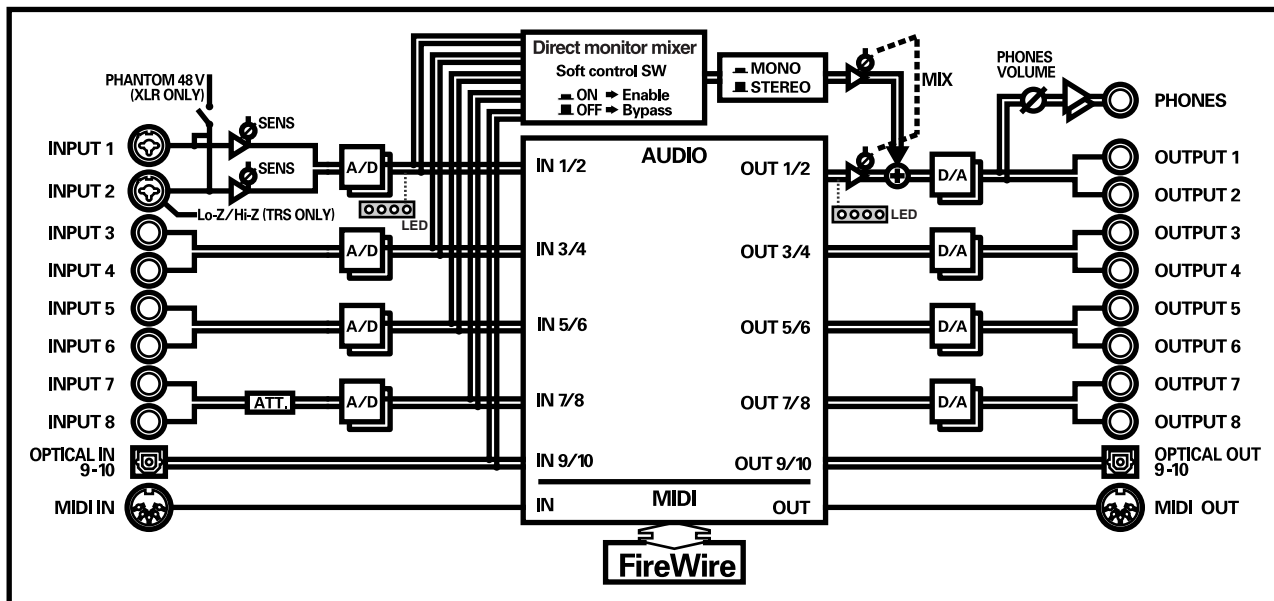 Direct monitor mixer
Soft control SW
ON ➡ Enable
OFF ➡ Bypass
MONO
STEREO
MIX
PHONES
VOLUME
PHONES
PHANTOM 48 V
(XLR ONLY)
SENS
SENS
INPUT 1
INPUT 2
Lo-Z/Hi-Z (TRS ONLY)
INPUT 3
INPUT 4
INPUT 5
INPUT 6
INPUT 7
INPUT 8
OPTICAL IN
9-10
MIDI IN
ATT.
A/D
LED
A/D
A/D
A/D
AUDIO
IN 1/2
OUT 1/2
IN 3/4
OUT 3/4
IN 5/6
OUT 5/6
IN 7/8
OUT 7/8
IN 9/10
OUT 9/10
MIDI
IN
OUT
FireWire
LED
D/A
D/A
D/A
D/A
OUTPUT 1
OUTPUT 2
OUTPUT 3
OUTPUT 4
OUTPUT 5
OUTPUT 6
OUTPUT 7
OUTPUT 8
OPTICAL OUT
9-10
MIDI OUT